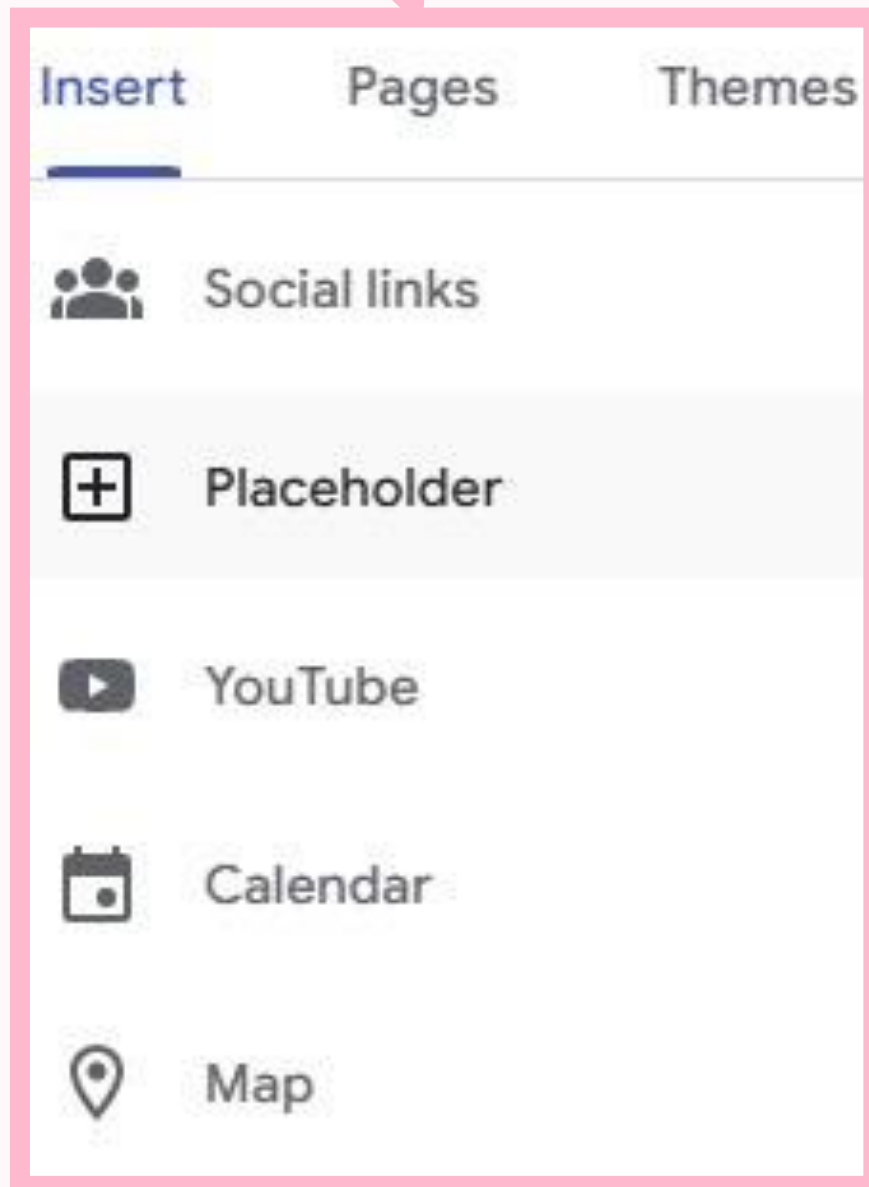 Insert Pages Themes
Social links
Placeholder
YouTube
Calendar
Map